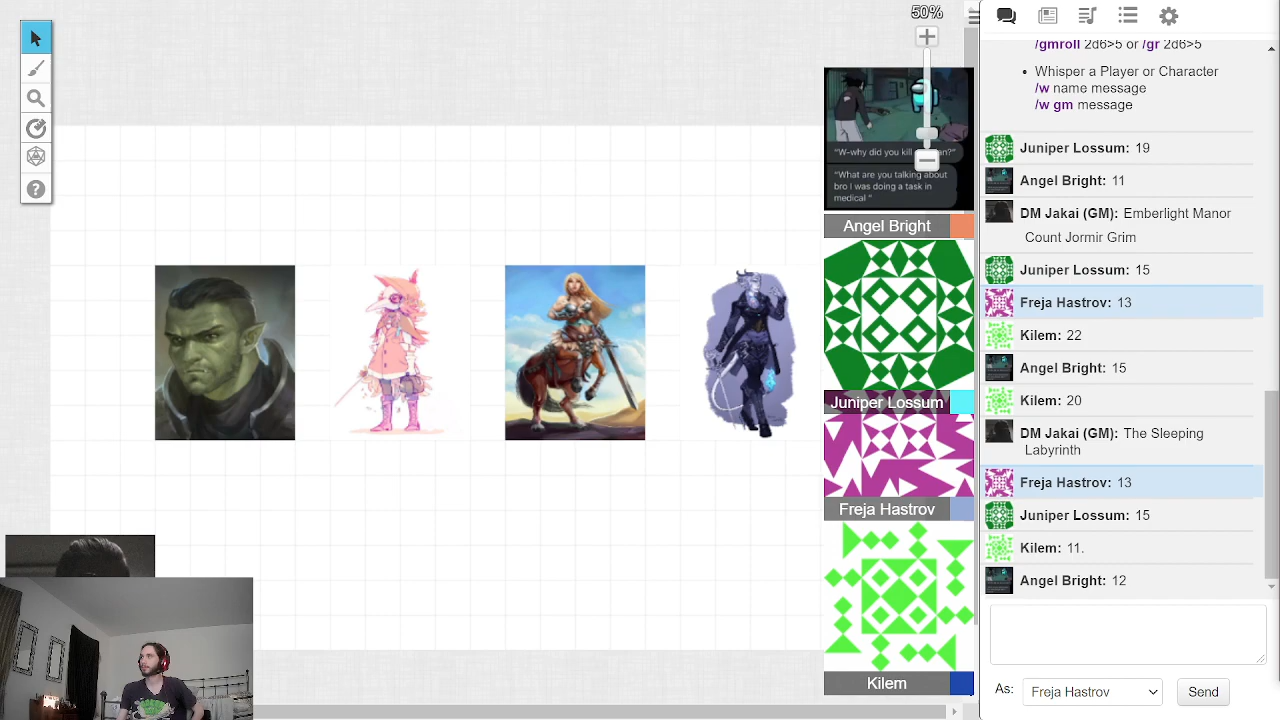 50%
"W-why did you kill
"What are you talking about
bro I was doing a task in
medical "
Angel Bright
Juniper Lossum
Freja Hastrov
Kilem
/gmroll 2d6>5 or /gr 2d6>5
• Whisper a Player or Character
/w name message
/w gm message
Juniper Lossum: 19
Angel Bright: 11
DM Jakai (GM): Emberlight Manor
Count Jormir Grim
Juniper Lossum: 15
Freja Hastrov: 13
Kilem: 22
Angel Bright: 15
Kilem: 20
DM Jakai (GM): The Sleeping
Labyrinth
Freja Hastrov: 13
Juniper Lossum: 15
Kilem: 11.
Angel Bright: 12
As: Freja Hastrov Send